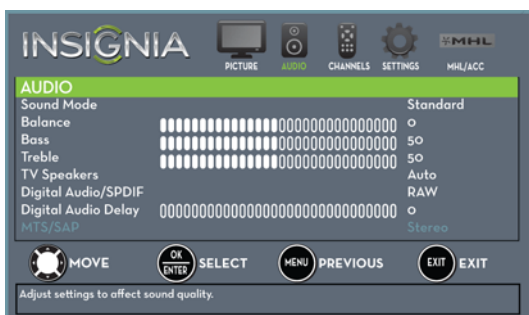 INSIGNIA
PICTURE AUDIO CHANNELS SETTINGS MHL MHL/ACC
AUDIO
Sound Mode Standard
Balance 0
Bass 50
Treble 50
TV Speakers Auto
Digital Audio/SPDIF RAW
Digital Audio Delay 0
MTS/SAP Stereo
MOVE OK ENTER SELECT MENU PREVIOUS EXIT EXIT
Adjust settings to affect sound quality.